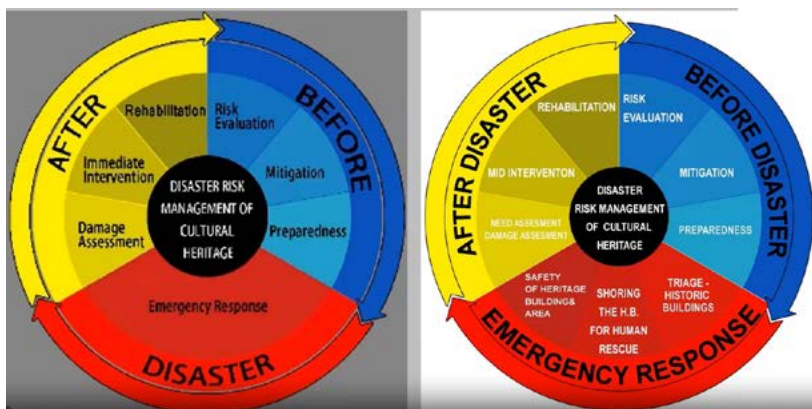 AFTER
BEFORE
DISASTER
Rehabilitation
Risk
Evaluation
Immediate
Intervention
Mitigation
Damage
Assessment
Preparedness
Emergency Response
DISASTER RISK
MANAGEMENT OF
CULTURAL
HERITAGE
AFTER DISASTER
BEFORE DISASTER
EMERGENCY RESPONSE
REHABILITATION
RISK
EVALUATION
MID INTERVENTON
MITIGATION
NEED ASSESMENT
DAMAGE ASSESMENT
PREPAREDNESS
SAFETY
OF HERITAGE
BUILDING&
AREA
SHORING
THE H.B.
FOR HUMAN
RESCUE
TRIAGE -
HISTORIC
BUILDINGS
DISASTER
RISK MANAGEMENT
OF CULTURAL
HERITAGE